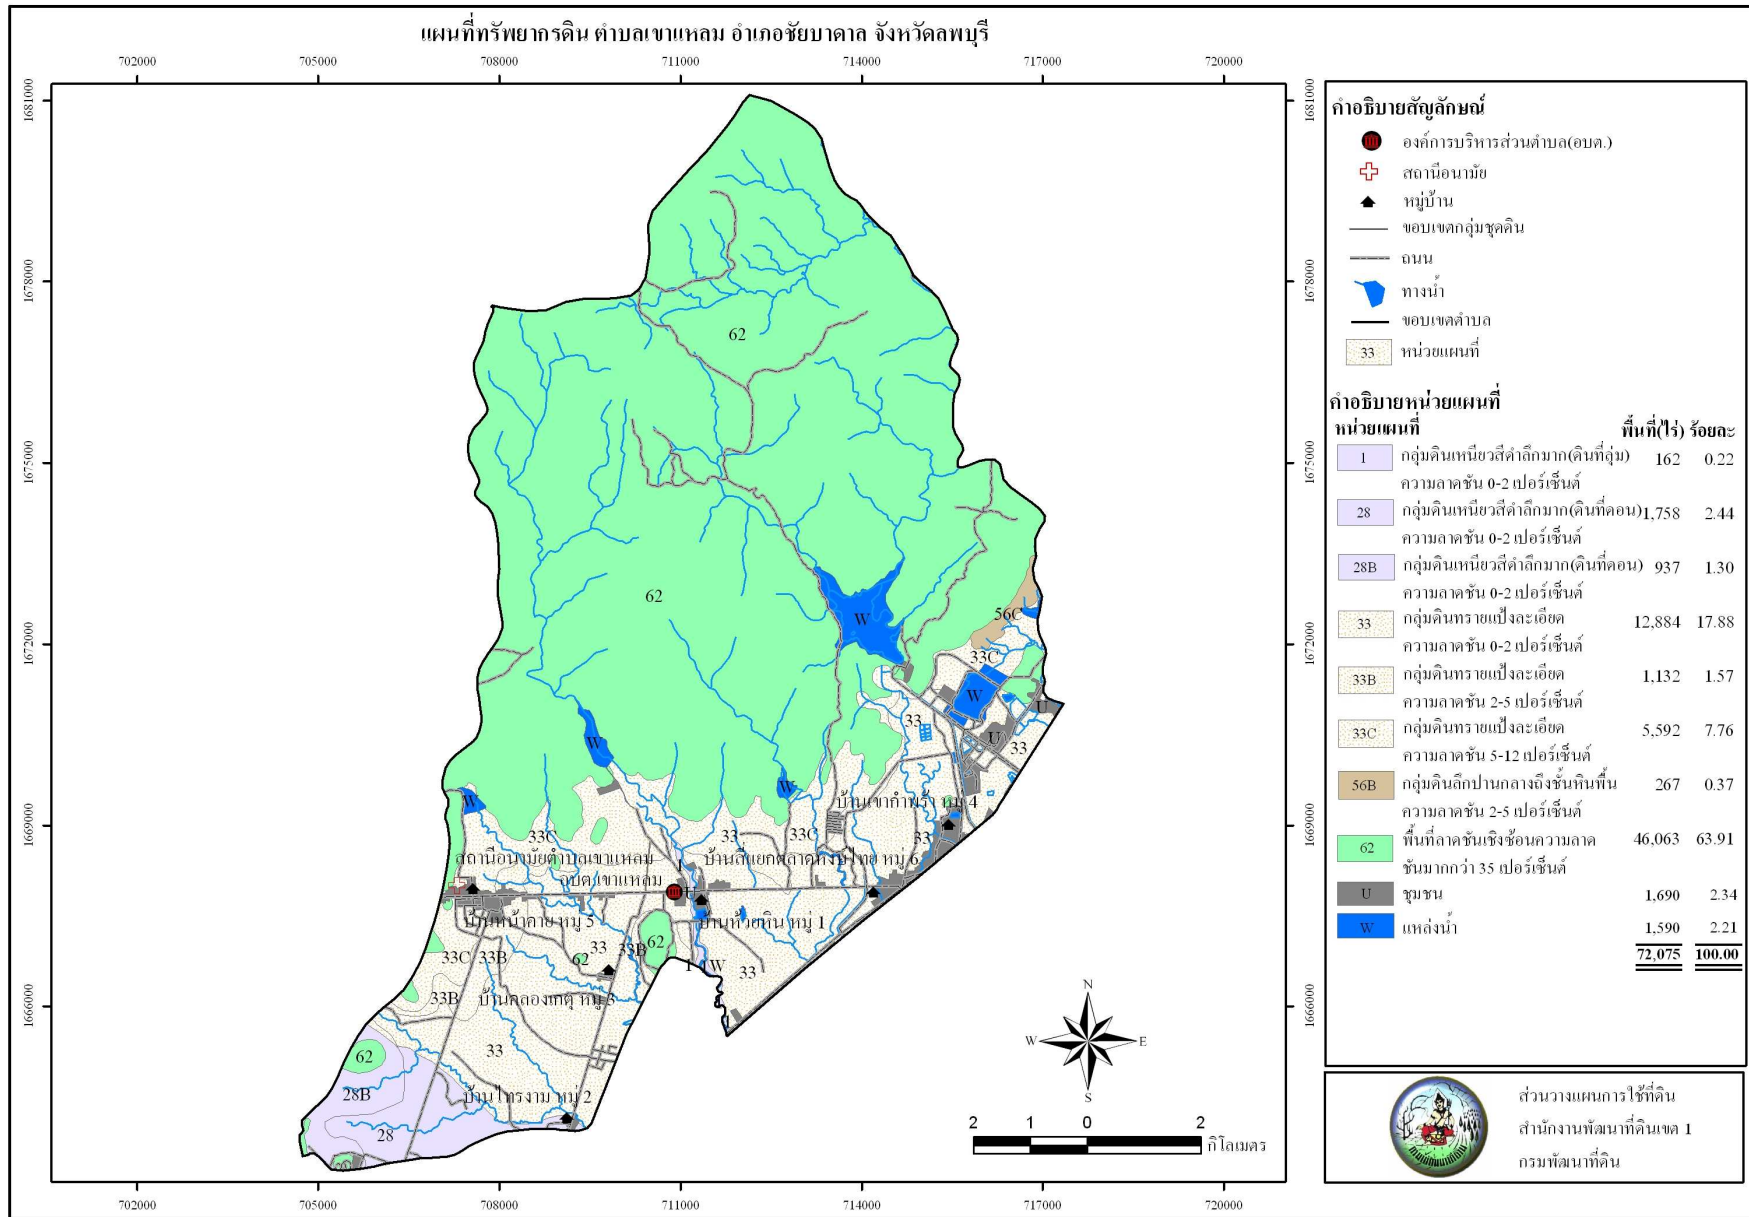 แผนที่ทรัพยากรดิน ตำบลเขาแหลม อำเภอชัยบาดาล จังหวัดลพบุรี
702000 705000 708000 711000 714000 717000 720000
1681000 1681000
1678000 1678000
1675000 1675000
1672000 1672000
1669000 1669000
1666000 1666000
62
62
W
56C
33C
W
U
33
U
33
W
W
W
บ้านเขากำพร้า หมู่ 4
33C
33
33C
33
สถานีอนามัยตำบลเขาแหลม
1
บ้านสี่แยกตลาดหงษ์ไทย หมู่ 6
อบต.เขาแหลม
U
บ้านหน้าคาย หมู่ 5
บ้านห้วยหิน หมู่ 1
33
33B
62
33C
33B
62
1
W
33
33B
บ้านคลองเกตุ หมู่ 3
33
62
28B
บ้านไทรงาม หมู่ 2
28
N
W E
S
2 1 0 2
กิโลเมตร
702000 705000 708000 711000 714000 717000 720000
คำอธิบายสัญลักษณ์
องค์การบริหารส่วนตำบล(อบต.)
สถานีอนามัย
หมู่บ้าน
ขอบเขตกลุ่มชุดดิน
ถนน
ทางน้ำ
ขอบเขตตำบล
33 หน่วยแผนที่
คำอธิบายหน่วยแผนที่
หน่วยแผนที่ พื้นที่(ไร่) ร้อยละ
1 กลุ่มดินเหนียวสีดำลึกมาก(ดินที่ลุ่ม) 162 0.22
ความลาดชัน 0-2 เปอร์เซ็นต์
28 กลุ่มดินเหนียวสีดำลึกมาก(ดินที่ดอน) 1,758 2.44
ความลาดชัน 0-2 เปอร์เซ็นต์
28B กลุ่มดินเหนียวสีดำลึกมาก(ดินที่ดอน) 937 1.30
ความลาดชัน 0-2 เปอร์เซ็นต์
33 กลุ่มดินทรายแป้งละเอียด 12,884 17.88
ความลาดชัน 0-2 เปอร์เซ็นต์
33B กลุ่มดินทรายแป้งละเอียด 1,132 1.57
ความลาดชัน 2-5 เปอร์เซ็นต์
33C กลุ่มดินทรายแป้งละเอียด 5,592 7.76
ความลาดชัน 5-12 เปอร์เซ็นต์
56B กลุ่มดินลึกปานกลางถึงชั้นหินพื้น 267 0.37
ความลาดชัน 2-5 เปอร์เซ็นต์
62 พื้นที่ลาดชันเชิงซ้อนความลาด 46,063 63.91
ชันมากกว่า 35 เปอร์เซ็นต์
U ชุมชน 1,690 2.34
W แหล่งน้ำ 1,590 2.21
72,075 100.00
ส่วนวางแผนการใช้ที่ดิน
สำนักงานพัฒนาที่ดินเขต 1
กรมพัฒนาที่ดิน
กรมพัฒนาที่ดิน